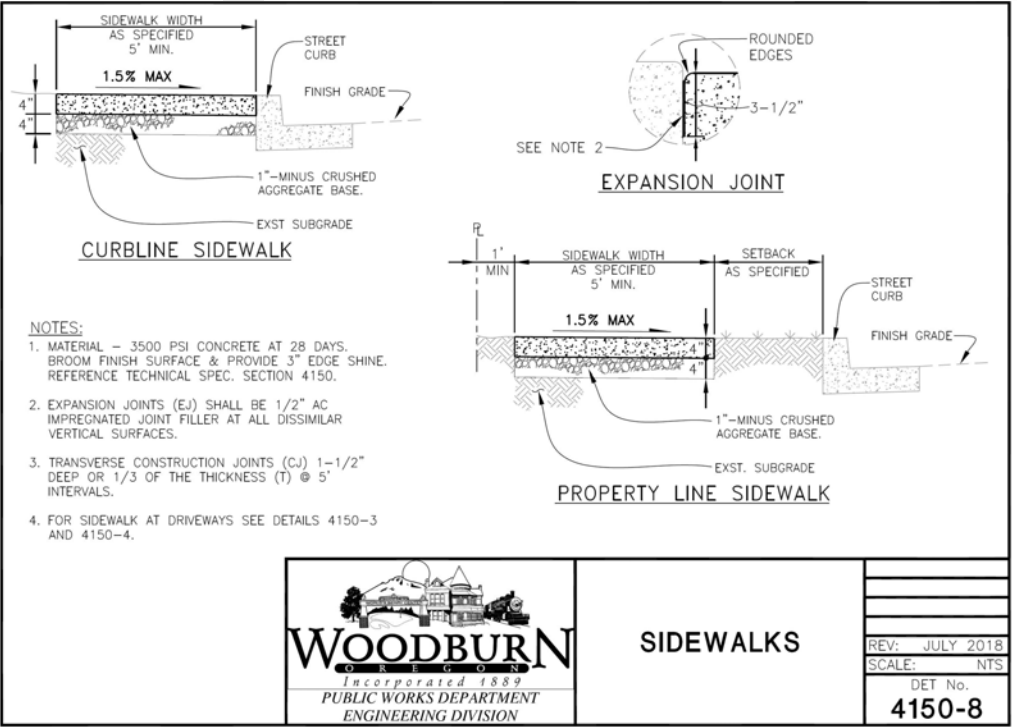 SIDEWALK WIDTH
AS SPECIFIED
5' MIN.
1.5% MAX
STREET
CURB
FINISH GRADE
4"
4"
1"-MINUS CRUSHED
AGGREGATE BASE.
EXST SUBGRADE
CURBLINE SIDEWALK
ROUNDED
EDGES
3-1/2"
SEE NOTE 2
EXPANSION JOINT
PL
1'
MIN
SIDEWALK WIDTH
AS SPECIFIED
5' MIN.
SETBACK
AS SPECIFIED
1.5% MAX
STREET
CURB
FINISH GRADE
4"
4"
1"-MINUS CRUSHED
AGGREGATE BASE.
EXST. SUBGRADE
PROPERTY LINE SIDEWALK
NOTES:
1. MATERIAL – 3500 PSI CONCRETE AT 28 DAYS.
BROOM FINISH SURFACE & PROVIDE 3" EDGE SHINE.
REFERENCE TECHNICAL SPEC. SECTION 4150.
2. EXPANSION JOINTS (EJ) SHALL BE 1/2" AC
IMPREGNATED JOINT FILLER AT ALL DISSIMILAR
VERTICAL SURFACES.
3. TRANSVERSE CONSTRUCTION JOINTS (CJ) 1-1/2"
DEEP OR 1/3 OF THE THICKNESS (T) @ 5'
INTERVALS.
4. FOR SIDEWALK AT DRIVEWAYS SEE DETAILS 4150-3
AND 4150-4.
WOODBURN
OREGON
Incorporated 1889
PUBLIC WORKS DEPARTMENT
ENGINEERING DIVISION
SIDEWALKS
REV: JULY 2018
SCALE: NTS
DET No.
4150-8